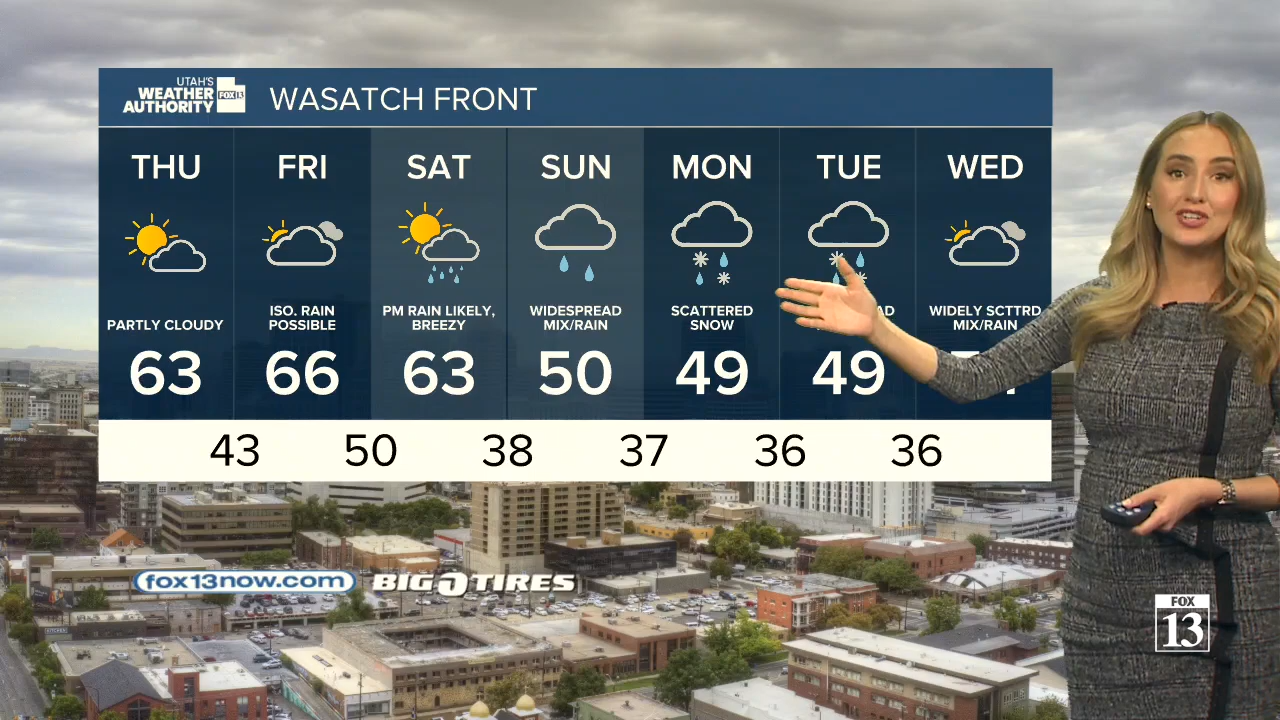 UTAH'S
WEATHER
AUTHORITY
FOX 13
WASATCH FRONT
THU
FRI
SAT
SUN
MON
TUE
WED
PARTLY CLOUDY
ISO. RAIN
POSSIBLE
PM RAIN LIKELY,
BREEZY
WIDESPREAD
MIX/RAIN
SCATTERED
SNOW
WIDELY SCTTRD
MIX/RAIN
63
66
63
50
49
49
43
50
38
37
36
36
fox13now.com
BIG O TIRES
FOX
13